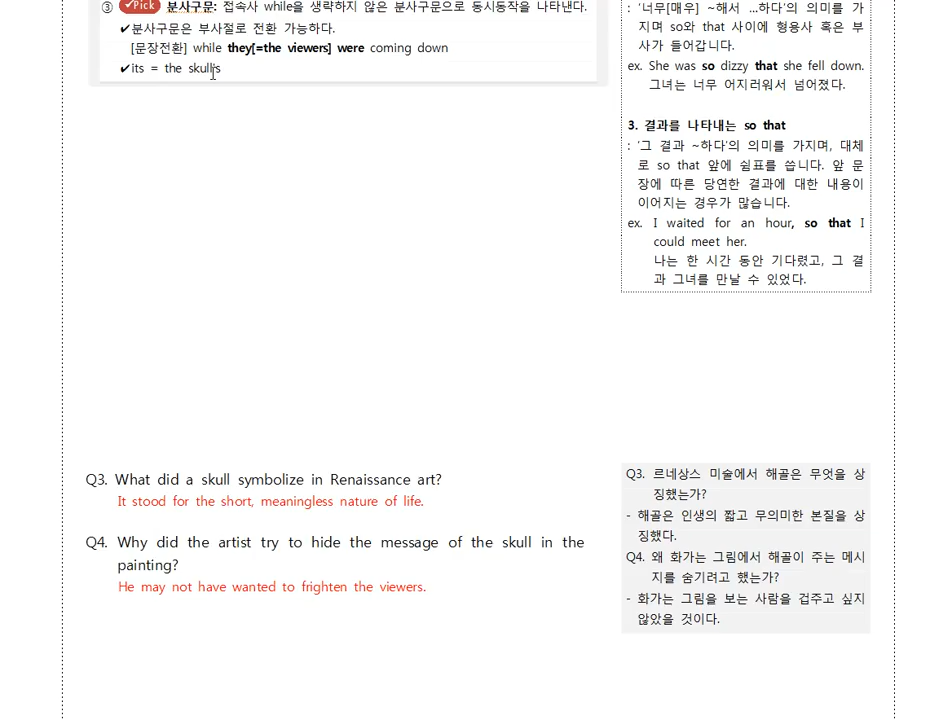 ③ ✔Pick 분사구문: 접속사 while을 생략하지 않은 분사구문으로 동시동작을 나타낸다.
✔분사구문은 부사절로 전환 가능하다.
[문장전환] while they[=the viewers] were coming down
✔its = the skull's
: '너무[매우] ~해서 …하다'의 의미를 가
지며 so와 that 사이에 형용사 혹은 부
사가 들어갑니다.
ex. She was so dizzy that she fell down.
그녀는 너무 어지러워서 넘어졌다.
3. 결과를 나타내는 so that
: '그 결과 ~하다'의 의미를 가지며, 대체
로 so that 앞에 쉼표를 씁니다. 앞 문
장에 따른 당연한 결과에 대한 내용이
이어지는 경우가 많습니다.
ex. I waited for an hour, so that I
could meet her.
나는 한 시간 동안 기다렸고, 그 결
과 그녀를 만날 수 있었다.
Q3. What did a skull symbolize in Renaissance art?
It stood for the short, meaningless nature of life.
Q4. Why did the artist try to hide the message of the skull in the
painting?
He may not have wanted to frighten the viewers.
Q3. 르네상스 미술에서 해골은 무엇을 상
징했는가?
- 해골은 인생의 짧고 무의미한 본질을 상
징했다.
Q4. 왜 화가는 그림에서 해골이 주는 메시
지를 숨기려고 했는가?
- 화가는 그림을 보는 사람을 겁주고 싶지
않았을 것이다.